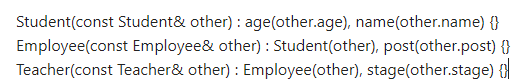 Student(const Student& other) : age(other.age), name(other.name) {}
Employee(const Employee& other) : Student(other), post(other.post) {}
Teacher(const Teacher& other) : Employee(other), stage(other.stage) {}